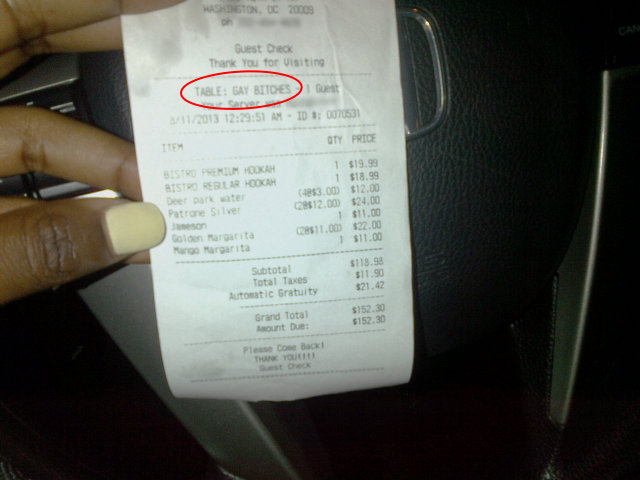 WASHINGTON, DC 20009
ph
Guest Check
Thank You for Visiting
TABLE: GAY BITCHES - 1 Guest
Your Server was
8/11/2013 12:29:51 AM - ID #: 0070531
ITEM QTY PRICE
BISTRO PREMIUM HOOKAH 1 $19.99
BISTRO REGULAR HOOKAH 1 $18.99
Deer park water (4@$3.00) $12.00
Patrone Silver (2@$12.00) $24.00
Jameson 1 $11.00
Golden Margarita (2@$11.00) $22.00
Mango Margarita 1 $11.00
Subtotal $118.98
Total Taxes $11.90
Automatic Gratuity $21.42
Grand Total $152.30
Amount Due: $152.30
Please Come Back!
THANK YOU!!!!
Guest Check